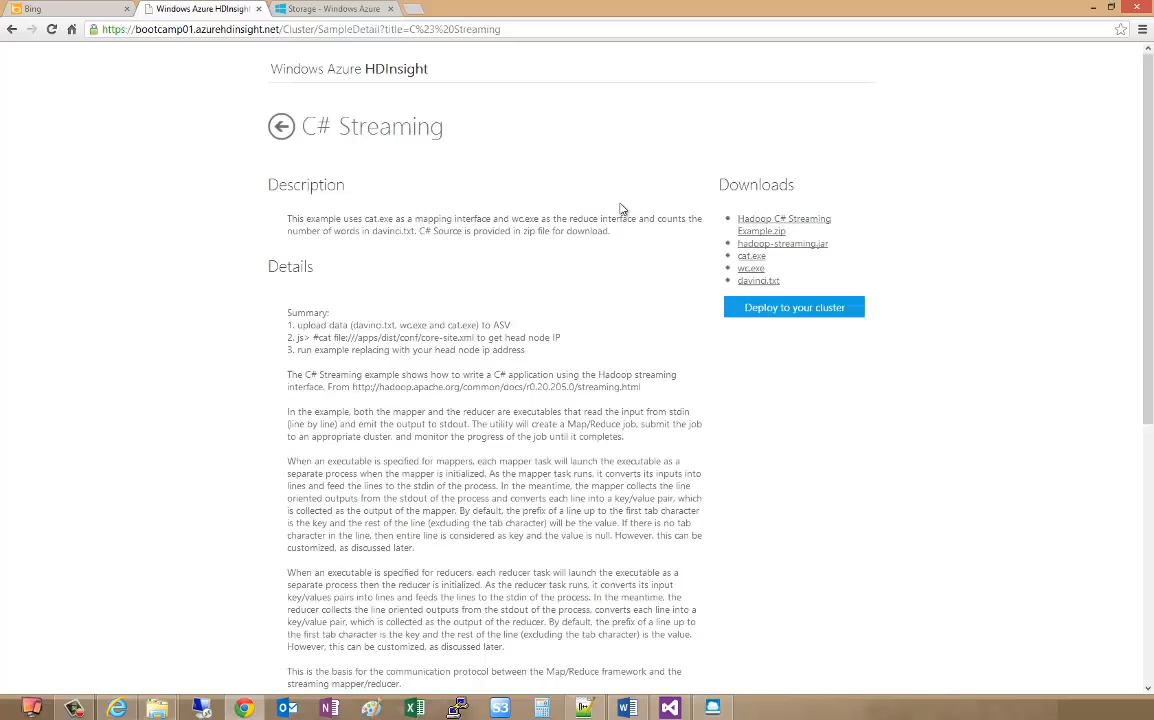 Bing
Windows Azure HDInsight
Storage - Windows Azure
https://bootcamp01.azurehdinsight.net/Cluster/SampleDetail?title=C%23%20Streaming
Windows Azure HDInsight
C# Streaming
Description
This example uses cat.exe as a mapping interface and wc.exe as the reduce interface and counts the
number of words in davinci.txt. C# Source is provided in zip file for download.
Downloads
Hadoop C# Streaming
Example.zip
hadoop-streaming.jar
cat.exe
wc.exe
davinci.txt
Deploy to your cluster
Details
Summary:
1. upload data (davinci.txt, wc.exe and cat.exe) to ASV
2. js> #cat file:///apps/dist/conf/core-site.xml to get head node IP
3. run example replacing with your head node ip address
The C# Streaming example shows how to write a C# application using the Hadoop streaming
interface. From http://hadoop.apache.org/common/docs/r0.20.205.0/streaming.html
In the example, both the mapper and the reducer are executables that read the input from stdin
(line by line) and emit the output to stdout. The utility will create a Map/Reduce job, submit the job
to an appropriate cluster, and monitor the progress of the job until it completes.
When an executable is specified for mappers, each mapper task will launch the executable as a
separate process when the mapper is initialized. As the mapper task runs, it converts its inputs into
lines and feed the lines to the stdin of the process. In the meantime, the mapper collects the line
oriented outputs from the stdout of the process and converts each line into a key/value pair, which
is collected as the output of the mapper. By default, the prefix of a line up to the first tab character
is the key and the rest of the line (excluding the tab character) will be the value. If there is no tab
character in the line, then entire line is considered as key and the value is null. However, this can be
customized, as discussed later.
When an executable is specified for reducers, each reducer task will launch the executable as a
separate process then the reducer is initialized. As the reducer task runs, it converts its input
key/values pairs into lines and feeds the lines to the stdin of the process. In the meantime, the
reducer collects the line oriented outputs from the stdout of the process, converts each line into a
key/value pair, which is collected as the output of the reducer. By default, the prefix of a line up to
the first tab character is the key and the rest of the line (excluding the tab character) is the value.
However, this can be customized, as discussed later.
This is the basis for the communication protocol between the Map/Reduce framework and the
streaming mapper/reducer.